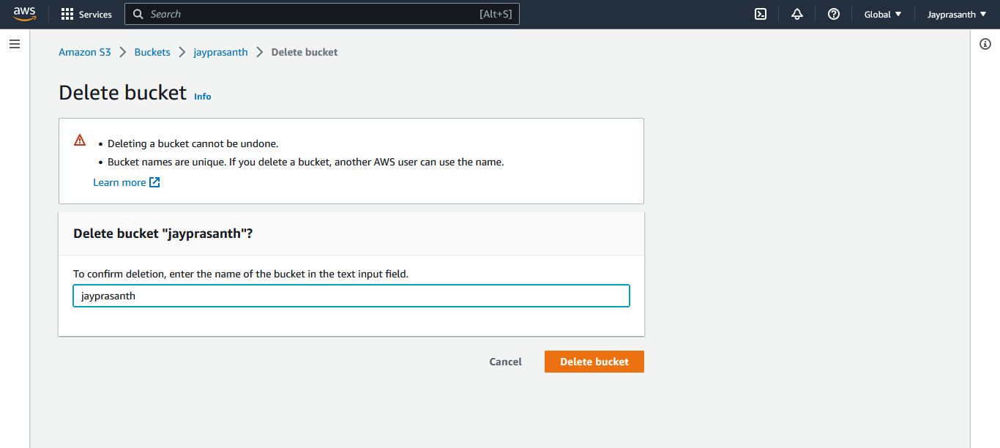 aws Services Search [Alt+S] Global Jayprasanth
Amazon S3 Buckets jayprasanth Delete bucket
Delete bucket Info
Deleting a bucket cannot be undone.
Bucket names are unique. If you delete a bucket, another AWS user can use the name.
Learn more
Delete bucket "jayprasanth"?
To confirm deletion, enter the name of the bucket in the text input field.
jayprasanth
Cancel Delete bucket